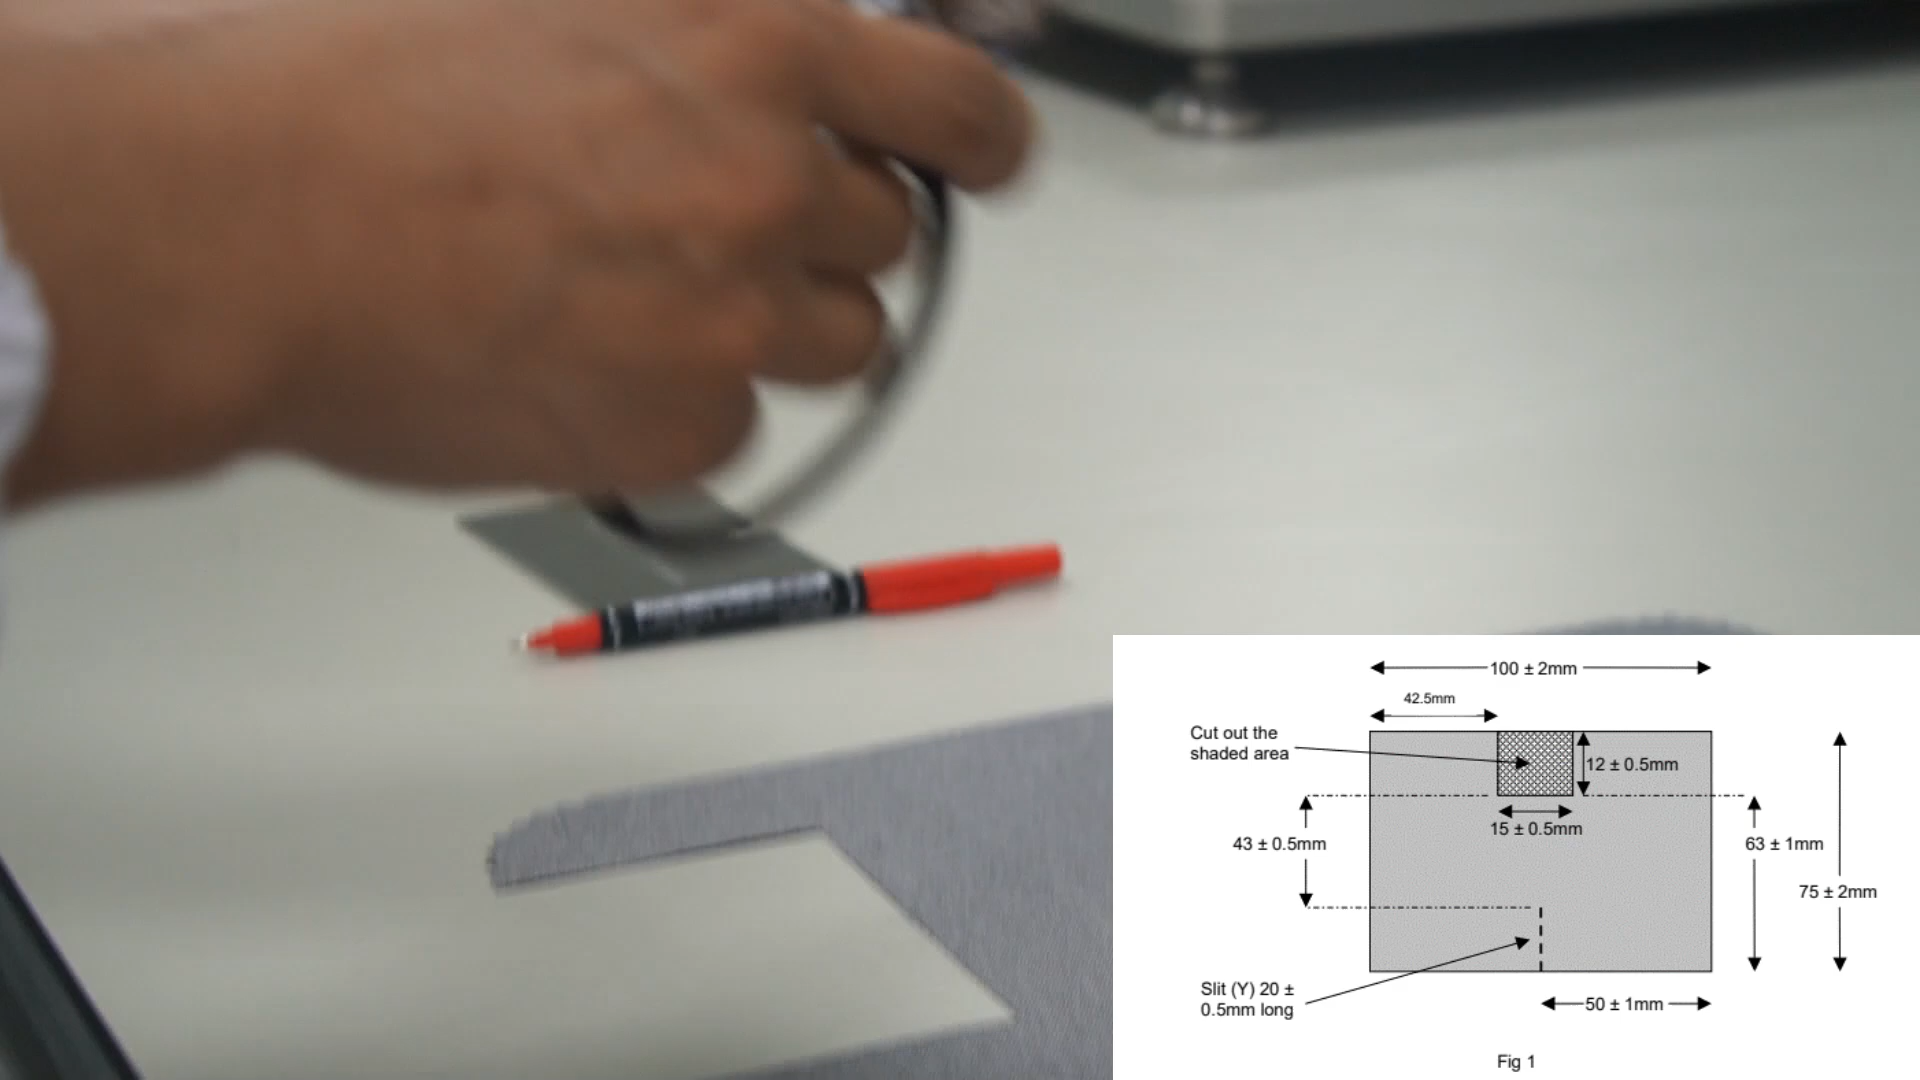 100 ± 2mm
42.5mm
Cut out the
shaded area
12 ± 0.5mm
15 ± 0.5mm
43 ± 0.5mm
63 ± 1mm
75 ± 2mm
Slit (Y) 20 ±
0.5mm long
50 ± 1mm
Fig 1